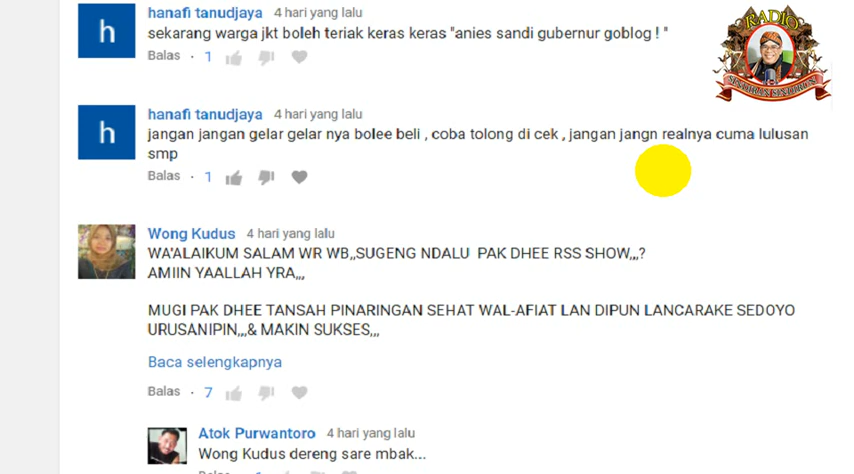 hanafi tanudjaya 4 hari yang lalu
sekarang warga jkt boleh teriak keras keras "anies sandi gubernur goblog ! "
Balas · 1
RADIO
h
hanafi tanudjaya 4 hari yang lalu
jangan jangan gelar gelar nya bolee beli , coba tolong di cek , jangan jangn realnya cuma lulusan
smp
Balas · 1
h
Wong Kudus 4 hari yang lalu
WA'ALAIKUM SALAM WR WB,,SUGENG NDALU PAK DHEE RSS SHOW,,,?
AMIIN YAALLAH YRA,,,
MUGI PAK DHEE TANSAH PINARINGAN SEHAT WAL-AFIAT LAN DIPUN LANCARAKE SEDOYO
URUSANIPIN,,,& MAKIN SUKSES,,,
Baca selengkapnya
Balas · 7
Atok Purwantoro 4 hari yang lalu
Wong Kudus dereng sare mbak...